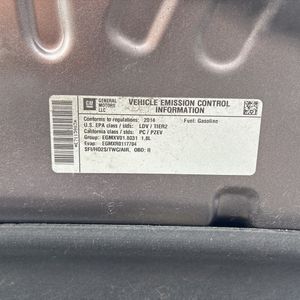 GM
GENERAL MOTORS LLC
VEHICLE EMISSION CONTROL INFORMATION
Conforms to regulations: 2014 Fuel: Gasoline
U.S. EPA class / stds: LDV / TIER2
California class / stds: PC / PZEV
Group: EGMXV01.8031 1.8L
Evap: EGMXR0117704
SFI/HO2S/TWC/AIR, OBD: II